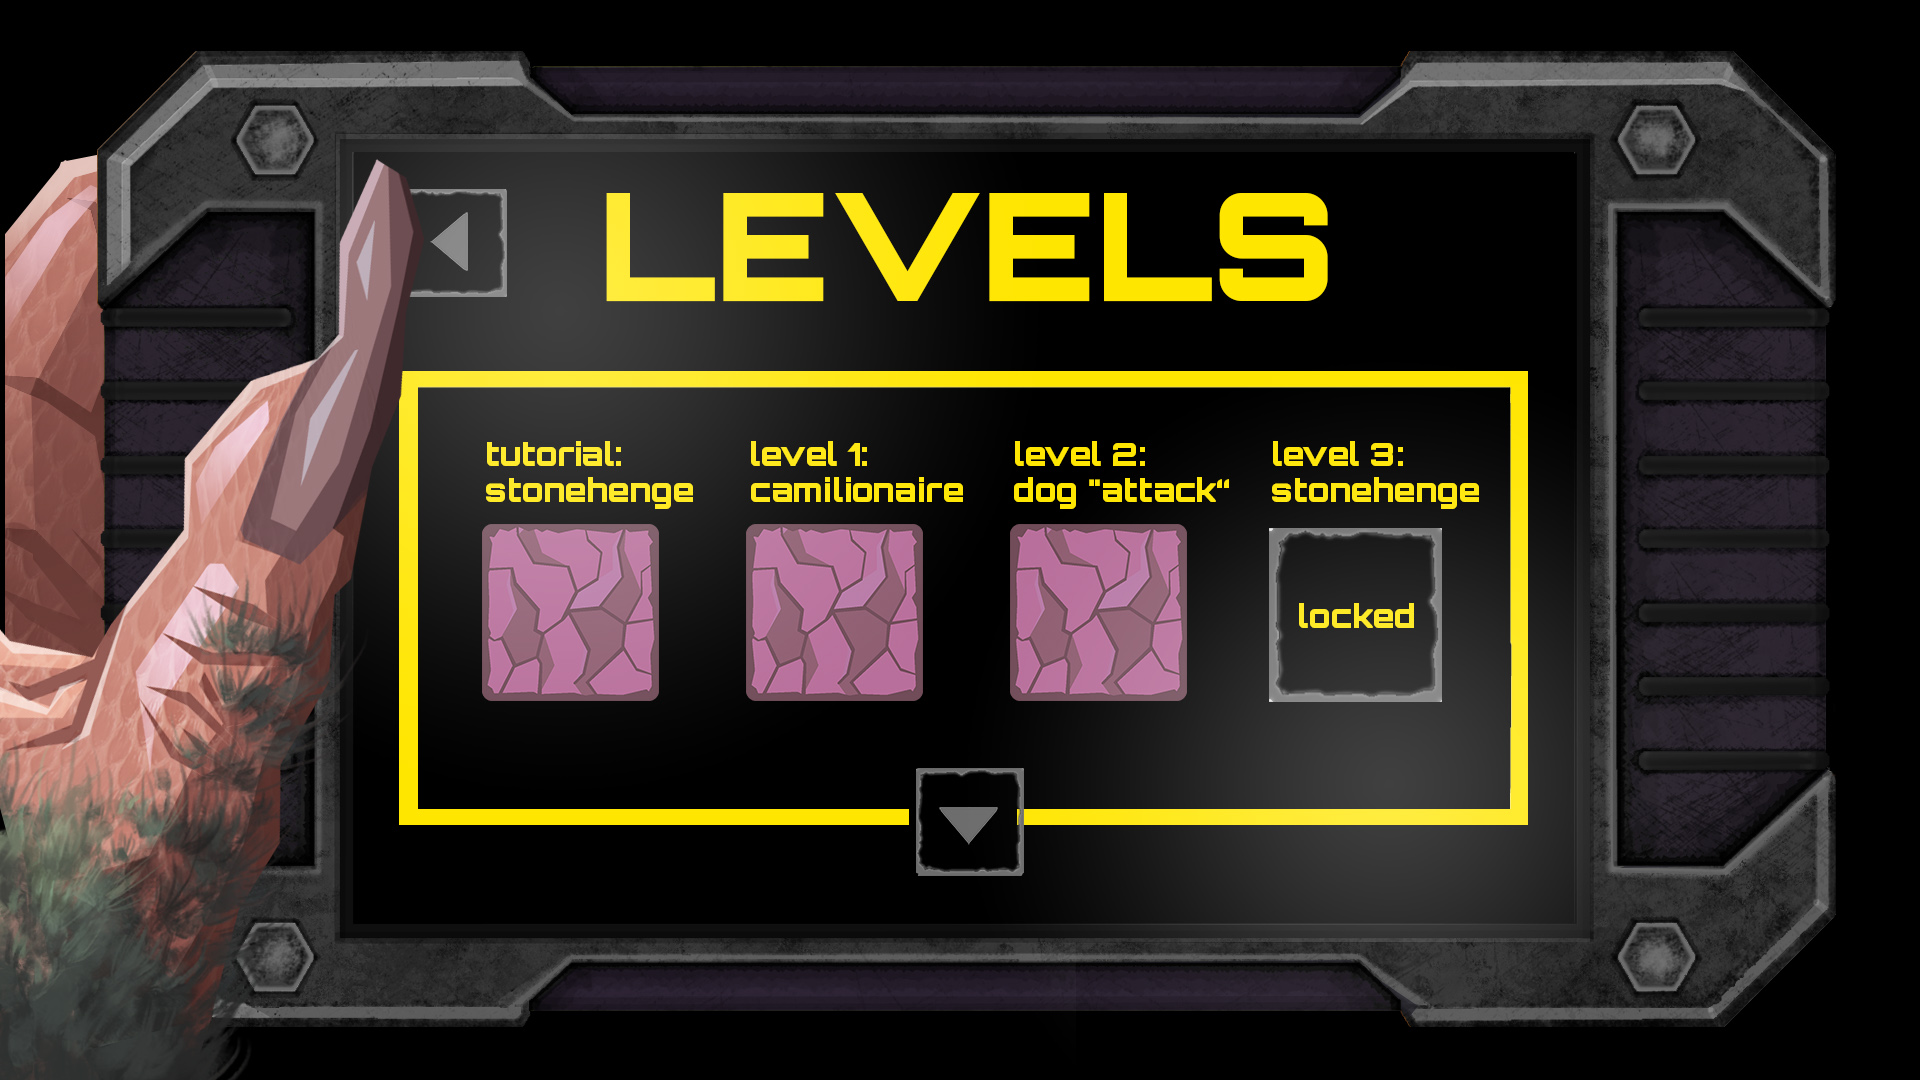 LEVELS
tutorial:
stonehenge
level 1:
camilionaire
level 2:
dog "attack“
level 3:
stonehenge
locked